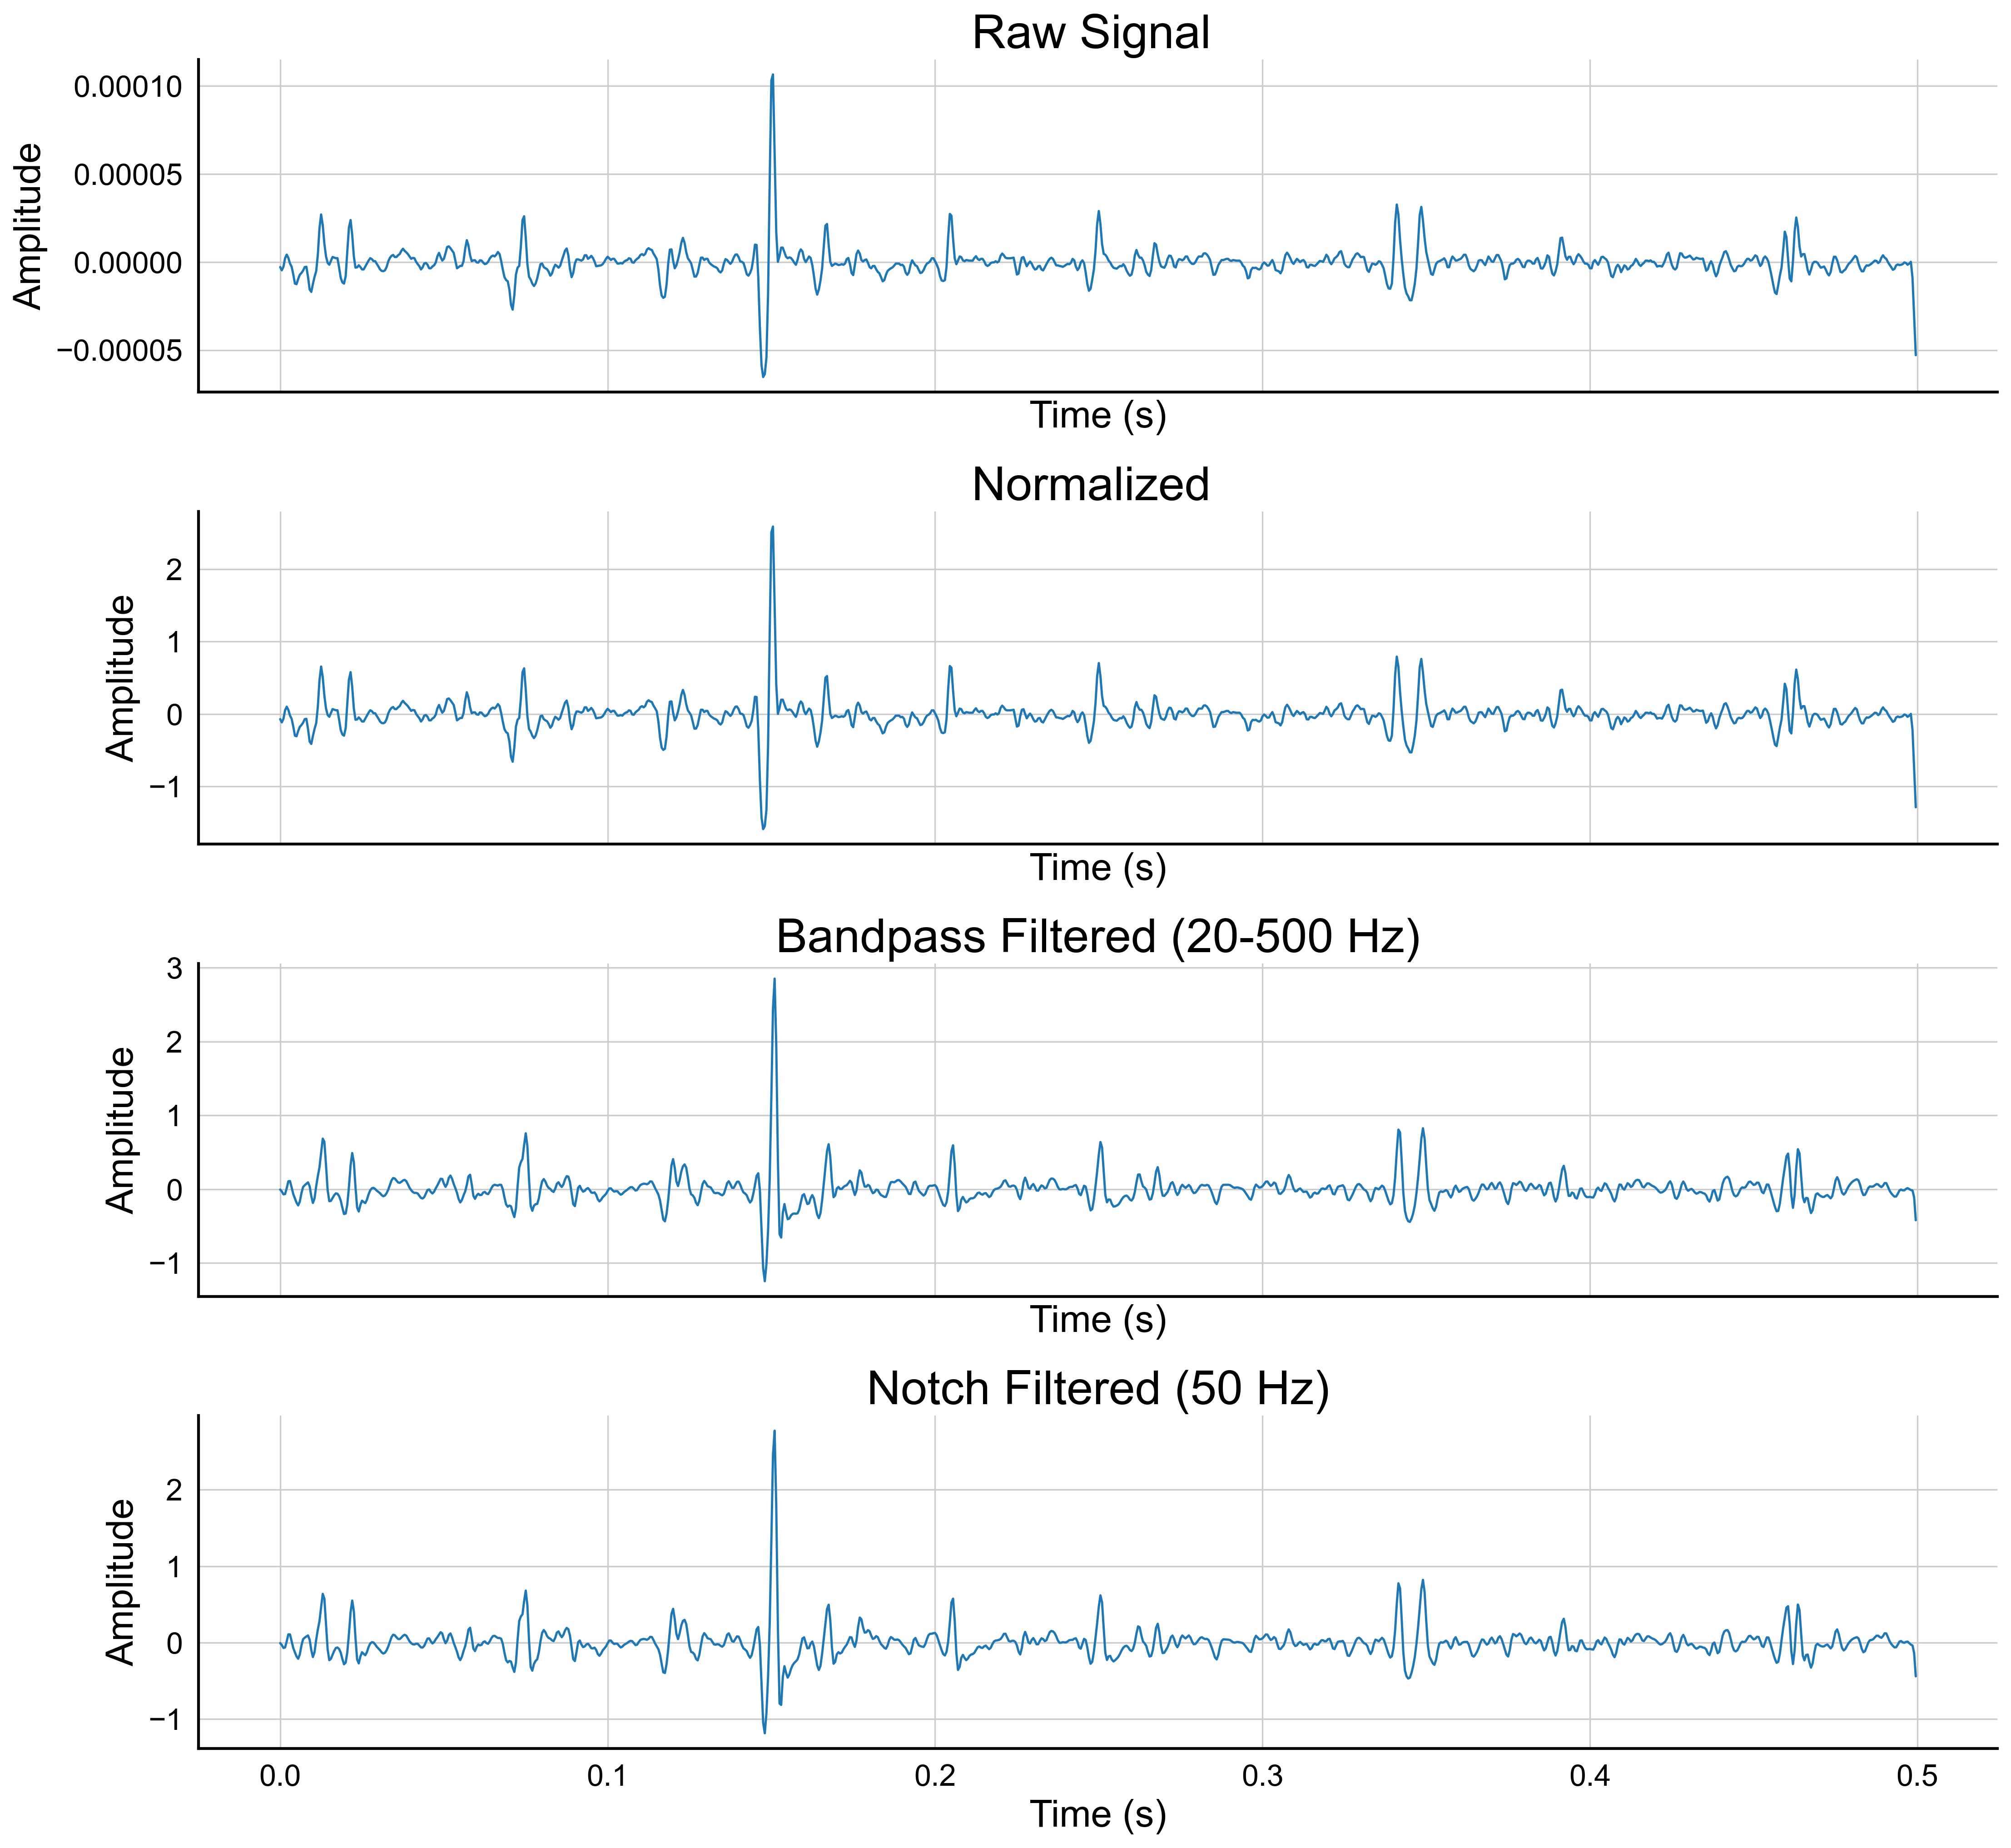 Raw Signal
Amplitude
0.00010
0.00005
0.00000
−0.00005
Time (s)
Normalized
Amplitude
2
1
0
−1
Time (s)
Bandpass Filtered (20-500 Hz)
Amplitude
3
2
1
0
−1
Time (s)
Notch Filtered (50 Hz)
Amplitude
2
1
0
−1
0.0 0.1 0.2 0.3 0.4 0.5
Time (s)